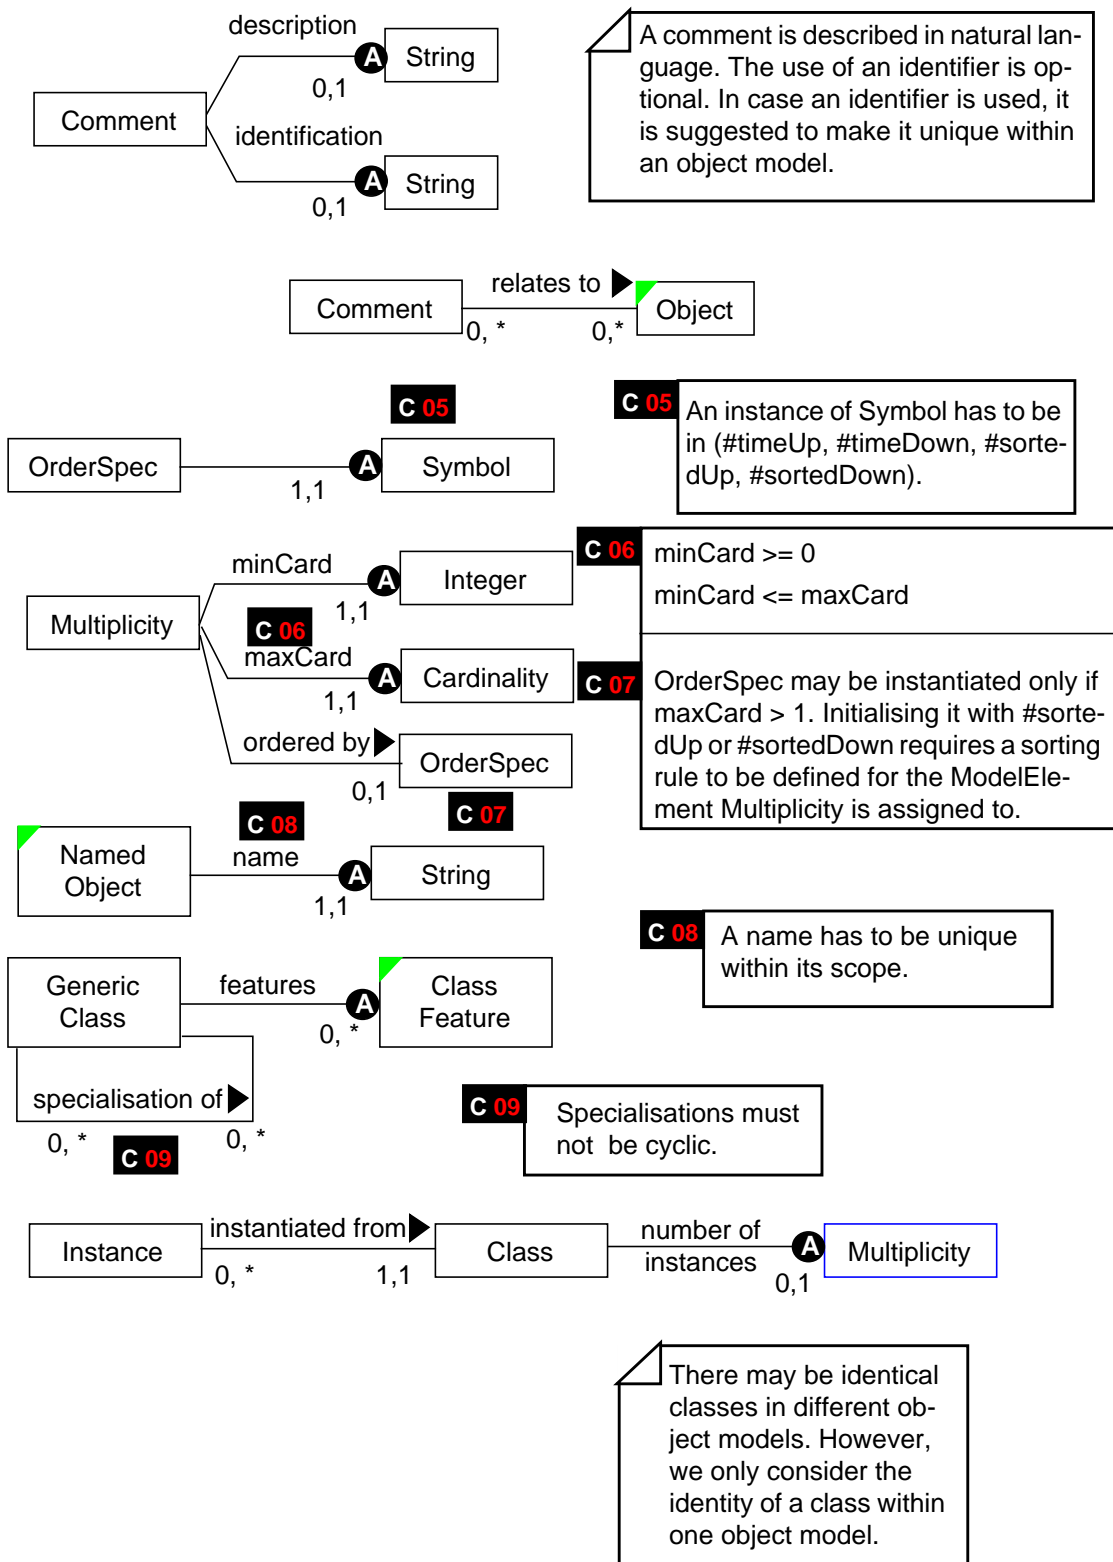 description
A
String
0,1
Comment
identification
A
String
0,1
A comment is described in natural lan-
guage. The use of an identifier is op-
tional. In case an identifier is used, it
is suggested to make it unique within
an object model.
relates to
Comment
Object
0, *
0,*
C 05
OrderSpec
A
Symbol
1,1
C 05
An instance of Symbol has to be
in (#timeUp, #timeDown, #sorte-
dUp, #sortedDown).
minCard
A
Integer
1,1
Multiplicity
C 06
maxCard
A
Cardinality
1,1
ordered by
OrderSpec
0,1
C 07
C 06
minCard >= 0
minCard <= maxCard
C 07
OrderSpec may be instantiated only if
maxCard > 1. Initialising it with #sorte-
dUp or #sortedDown requires a sorting
rule to be defined for the ModelEle-
ment Multiplicity is assigned to.
C 08
Named
Object
name
A
String
1,1
C 08
A name has to be unique
within its scope.
Generic
Class
features
A
Class
Feature
0, *
specialisation of
0, *
0, *
C 09
C 09
Specialisations must
not be cyclic.
Instance
instantiated from
0, *
1,1
Class
number of
instances
A
0,1
Multiplicity
There may be identical
classes in different ob-
ject models. However,
we only consider the
identity of a class within
one object model.